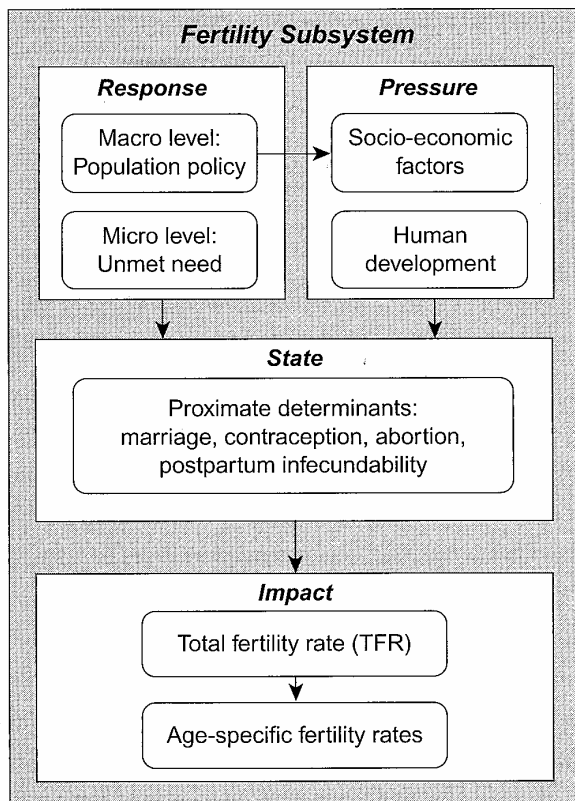 Fertility Subsystem
Response
Macro level:
Population policy
Micro level:
Unmet need
Pressure
Socio-economic
factors
Human
development
State
Proximate determinants:
marriage, contraception, abortion,
postpartum infecundability
Impact
Total fertility rate (TFR)
Age-specific fertility rates